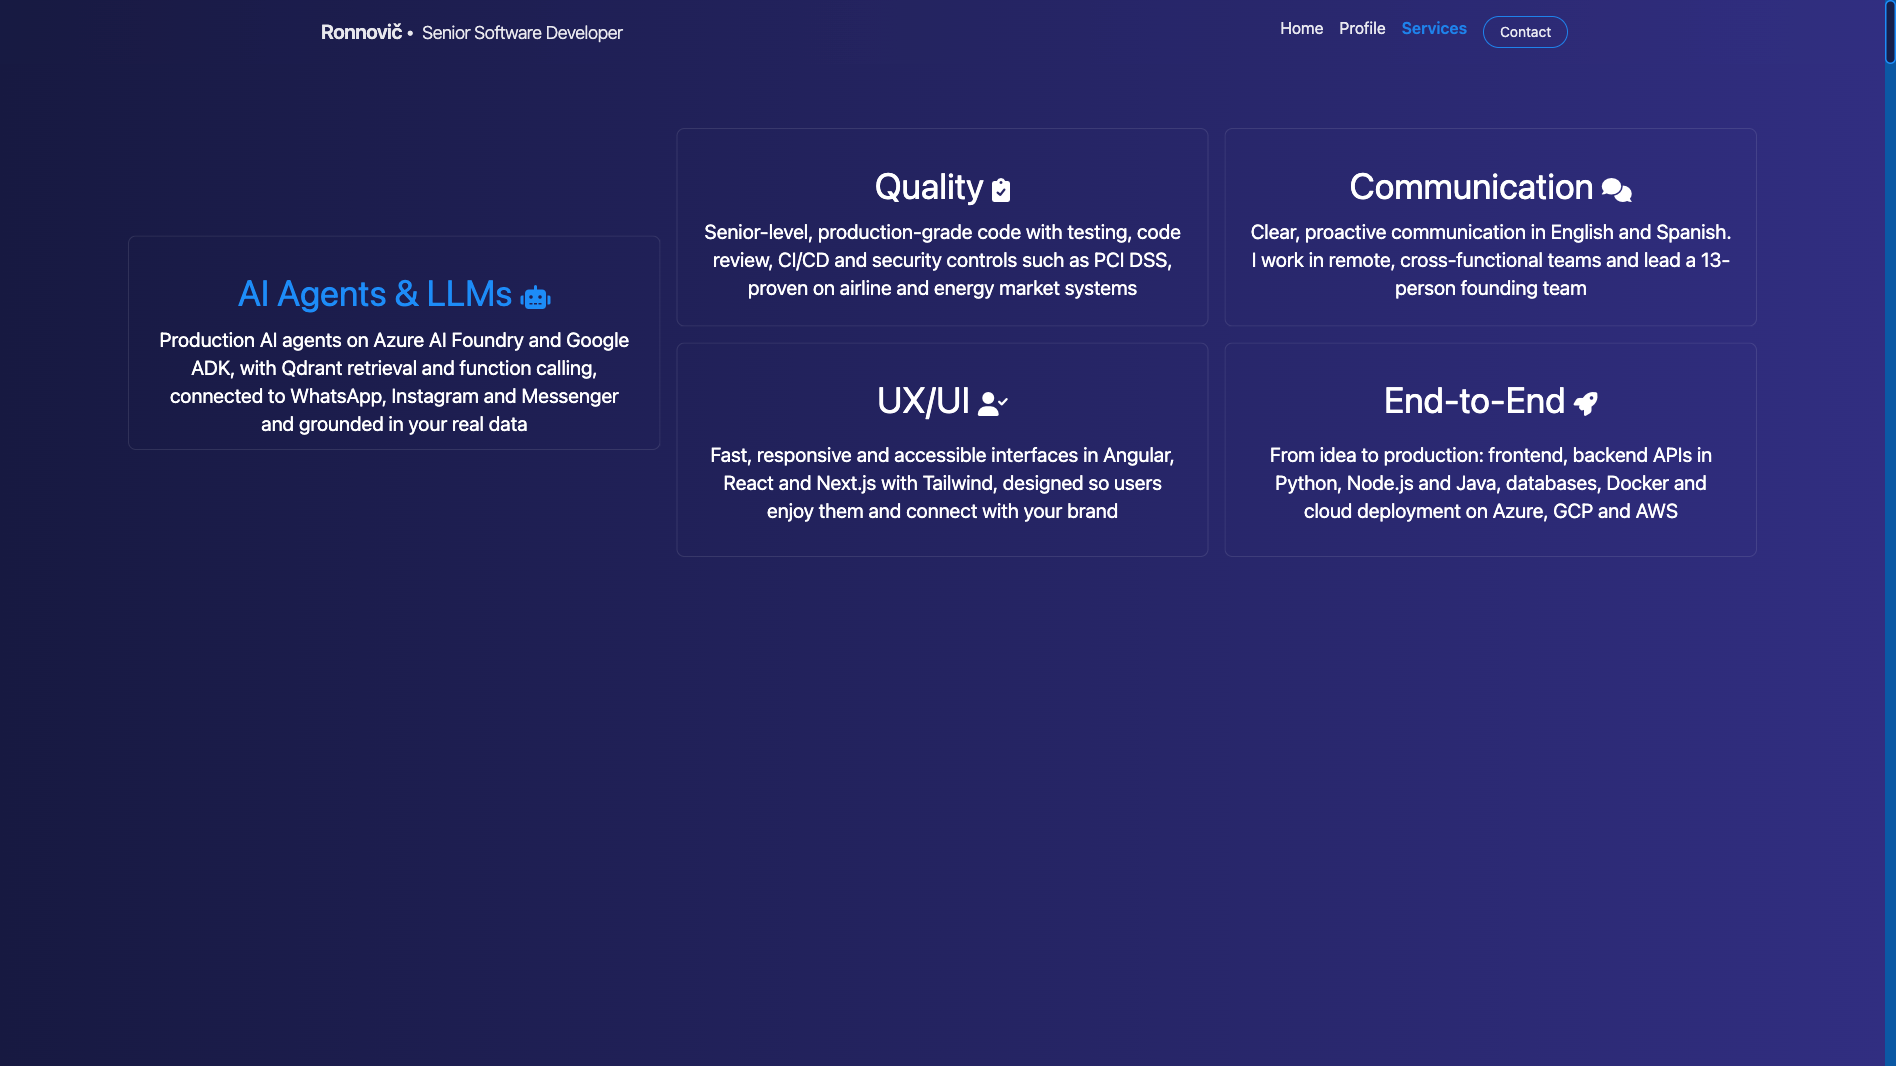 Ronnovič • Senior Software Developer
Home Profile Services Contact
AI Agents & LLMs
Production AI agents on Azure AI Foundry and Google
ADK, with Qdrant retrieval and function calling,
connected to WhatsApp, Instagram and Messenger
and grounded in your real data
Quality
Senior-level, production-grade code with testing, code
review, CI/CD and security controls such as PCI DSS,
proven on airline and energy market systems
Communication
Clear, proactive communication in English and Spanish.
I work in remote, cross-functional teams and lead a 13-
person founding team
UX/UI
Fast, responsive and accessible interfaces in Angular,
React and Next.js with Tailwind, designed so users
enjoy them and connect with your brand
End-to-End
From idea to production: frontend, backend APIs in
Python, Node.js and Java, databases, Docker and
cloud deployment on Azure, GCP and AWS